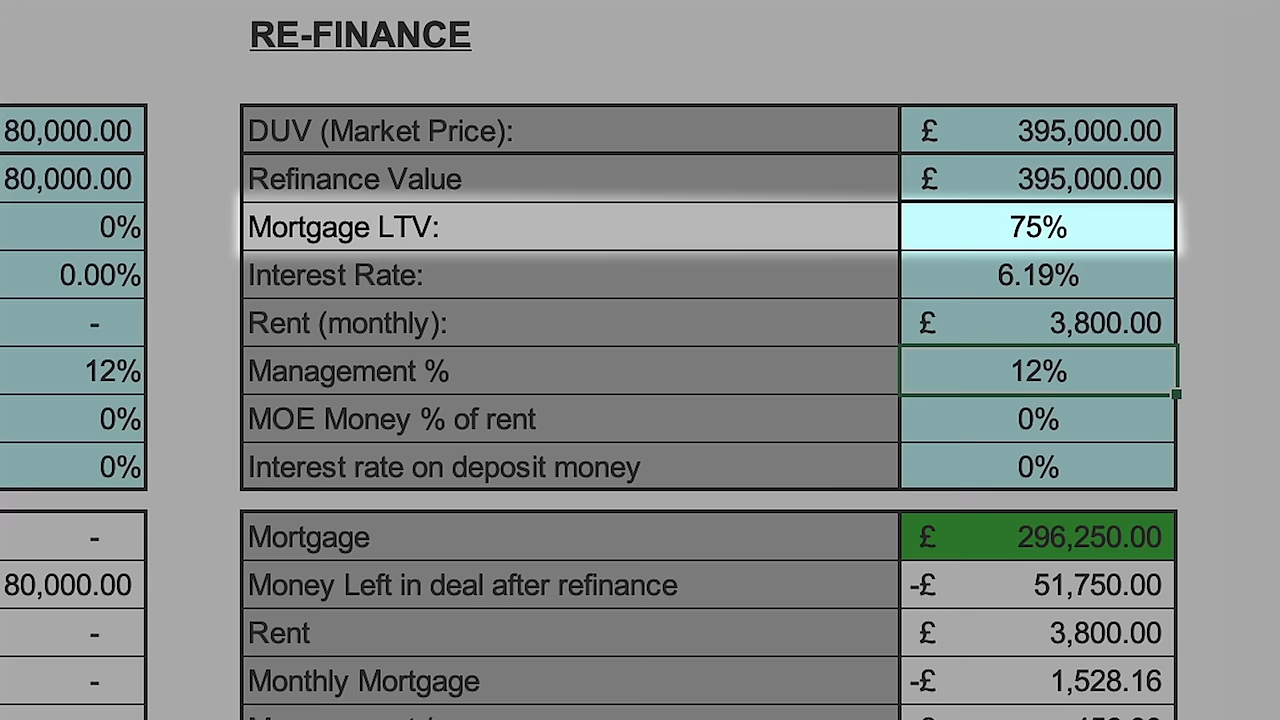 RE-FINANCE
80,000.00 DUV (Market Price): £ 395,000.00
80,000.00 Refinance Value £ 395,000.00
0% Mortgage LTV: 75%
0.00% Interest Rate: 6.19%
- Rent (monthly): £ 3,800.00
12% Management % 12%
0% MOE Money % of rent 0%
0% Interest rate on deposit money 0%
- Mortgage £ 296,250.00
80,000.00 Money Left in deal after refinance -£ 51,750.00
- Rent £ 3,800.00
- Monthly Mortgage -£ 1,528.16